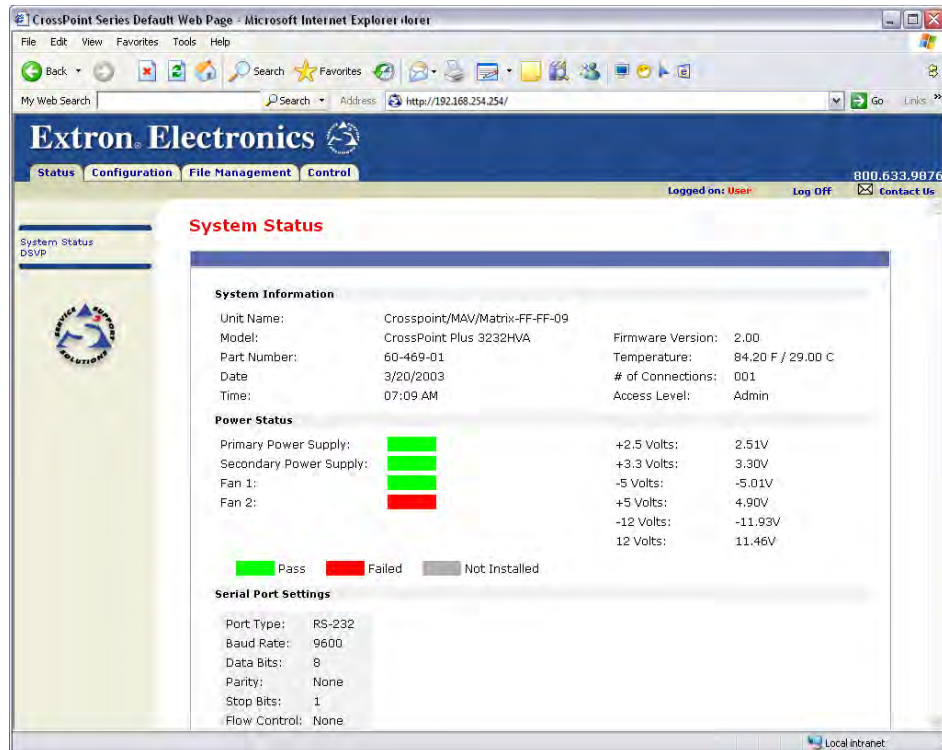 CrossPoint Series Default Web Page - Microsoft Internet Explorer dorer
File Edit View Favorites Tools Help
Back Search Favorites
My Web Search Search Address http://192.168.254.254/ Go Links »
Extron® Electronics
Status Configuration File Management Control
800.633.9876
Logged on: User Log Off Contact Us
System Status
DSVP
SERVICE SUPPORT SOLUTIONS
S3
System Status
System Information
Unit Name: Crosspoint/MAV/Matrix-FF-FF-09
Model: CrossPoint Plus 3232HVA Firmware Version: 2.00
Part Number: 60-469-01 Temperature: 84.20 F / 29.00 C
Date 3/20/2003 # of Connections: 001
Time: 07:09 AM Access Level: Admin
Power Status
Primary Power Supply: +2.5 Volts: 2.51V
Secondary Power Supply: +3.3 Volts: 3.30V
Fan 1: -5 Volts: -5.01V
Fan 2: +5 Volts: 4.90V
-12 Volts: -11.93V
12 Volts: 11.46V
Pass Failed Not Installed
Serial Port Settings
Port Type: RS-232
Baud Rate: 9600
Data Bits: 8
Parity: None
Stop Bits: 1
Flow Control: None
Local intranet